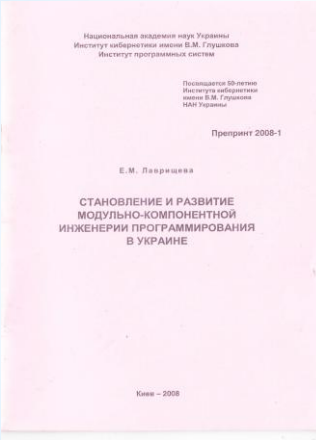 Национальная академия наук Украины
Институт кибернетики имени В.М. Глушкова
Институт программных систем
Посвящается 50-летию
Института кибернетики
имени В.М. Глушкова
НАН Украины
Препринт 2008-1
Е.М. Лаврищева
СТАНОВЛЕНИЕ И РАЗВИТИЕ
МОДУЛЬНО-КОМПОНЕНТНОЙ
ИНЖЕНЕРИИ ПРОГРАММИРОВАНИЯ
В УКРАИНЕ
Киев – 2008